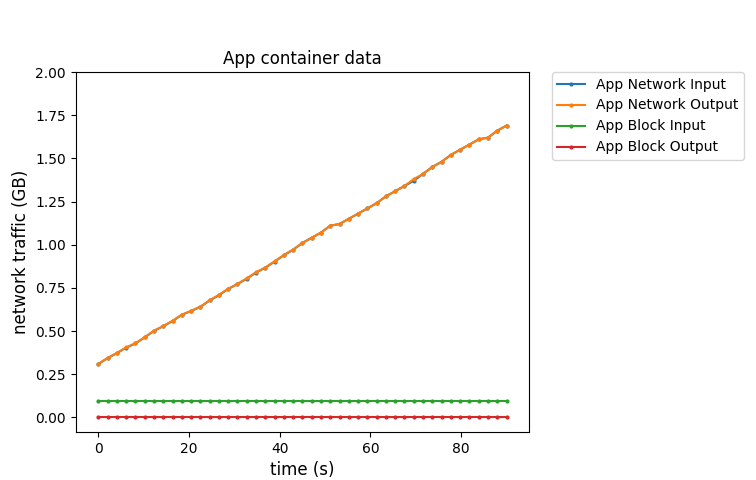 App container data
App Network Input
App Network Output
App Block Input
App Block Output
network traffic (GB)
2.00
1.75
1.50
1.25
1.00
0.75
0.50
0.25
0.00
0 20 40 60 80
time (s)